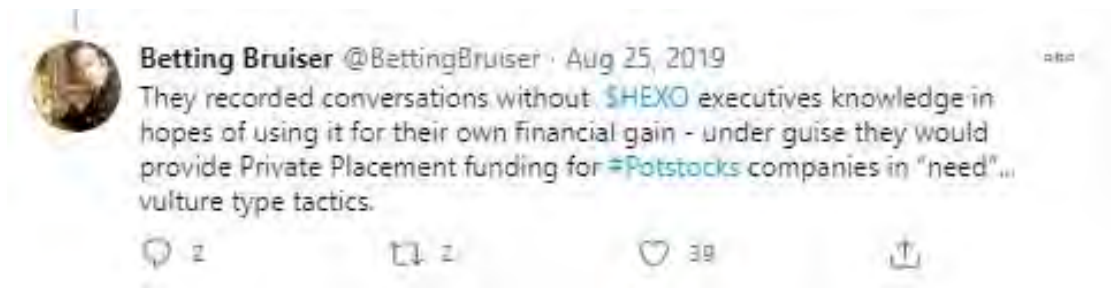 Betting Bruiser @BettingBruiser · Aug 25, 2019
They recorded conversations without $HEXO executives knowledge in
hopes of using it for their own financial gain - under guise they would
provide Private Placement funding for #Potstocks companies in "need"...
vulture type tactics.
2 2 39